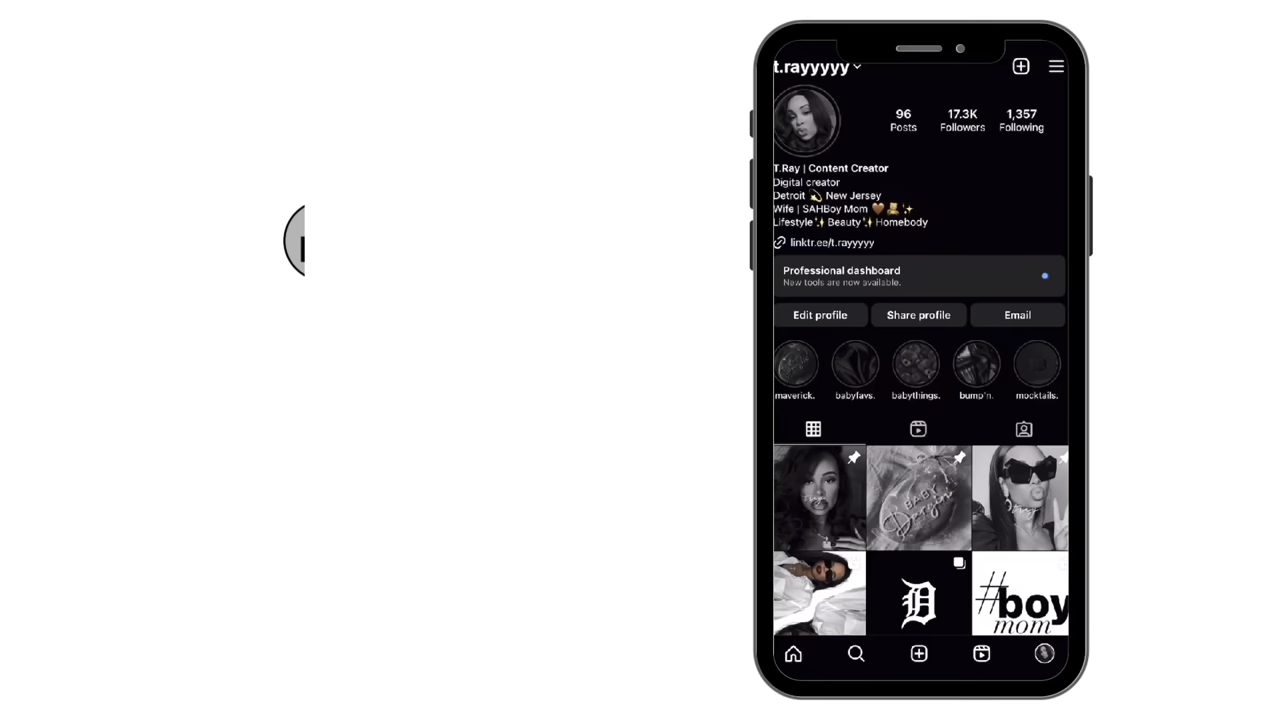 t.rayyyyy
96
17.3K
1,357
Posts
Followers
Following
T.Ray | Content Creator
Digital creator
Detroit 💫 New Jersey
Wife | SAHBoy Mom 🤎🧸✨
Lifestyle✨Beauty✨Homebody
linktr.ee/t.rayyyyy
Professional dashboard
New tools are now available.
Edit profile
Share profile
Email
maverick.
babyfavs.
babythings.
bump'n.
mocktails.
BABY
D
#boy
mom